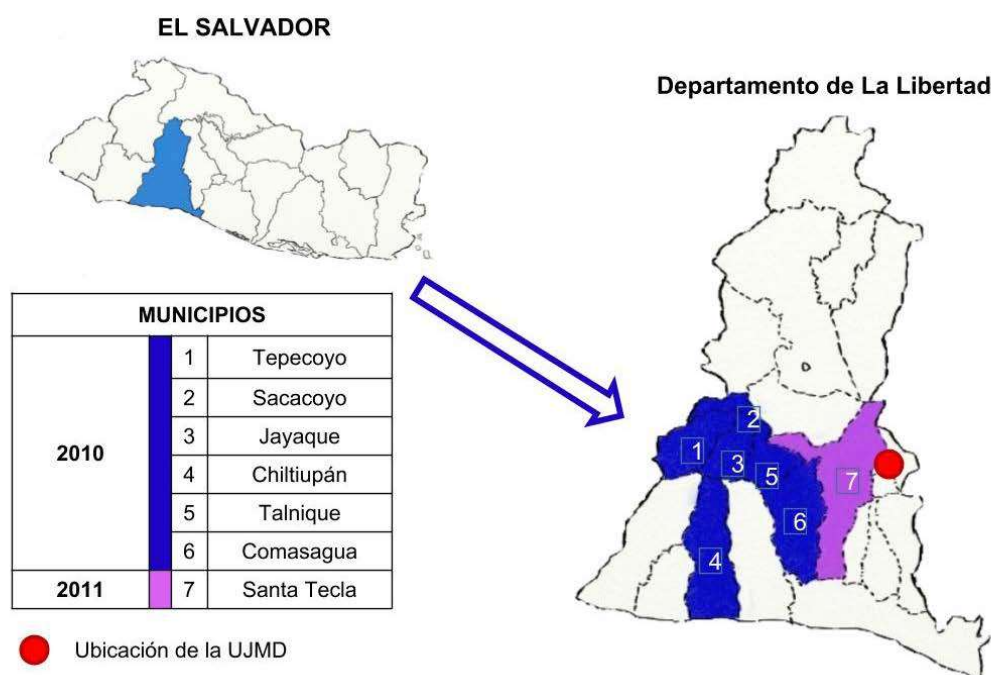 EL SALVADOR
Departamento de La Libertad
MUNICIPIOS
2010
1 Tepecoyo
2 Sacacoyo
3 Jayaque
4 Chiltiupán
5 Talnique
6 Comasagua
2011
7 Santa Tecla
Ubicación de la UJMD
2
1
3
5
7
6
4